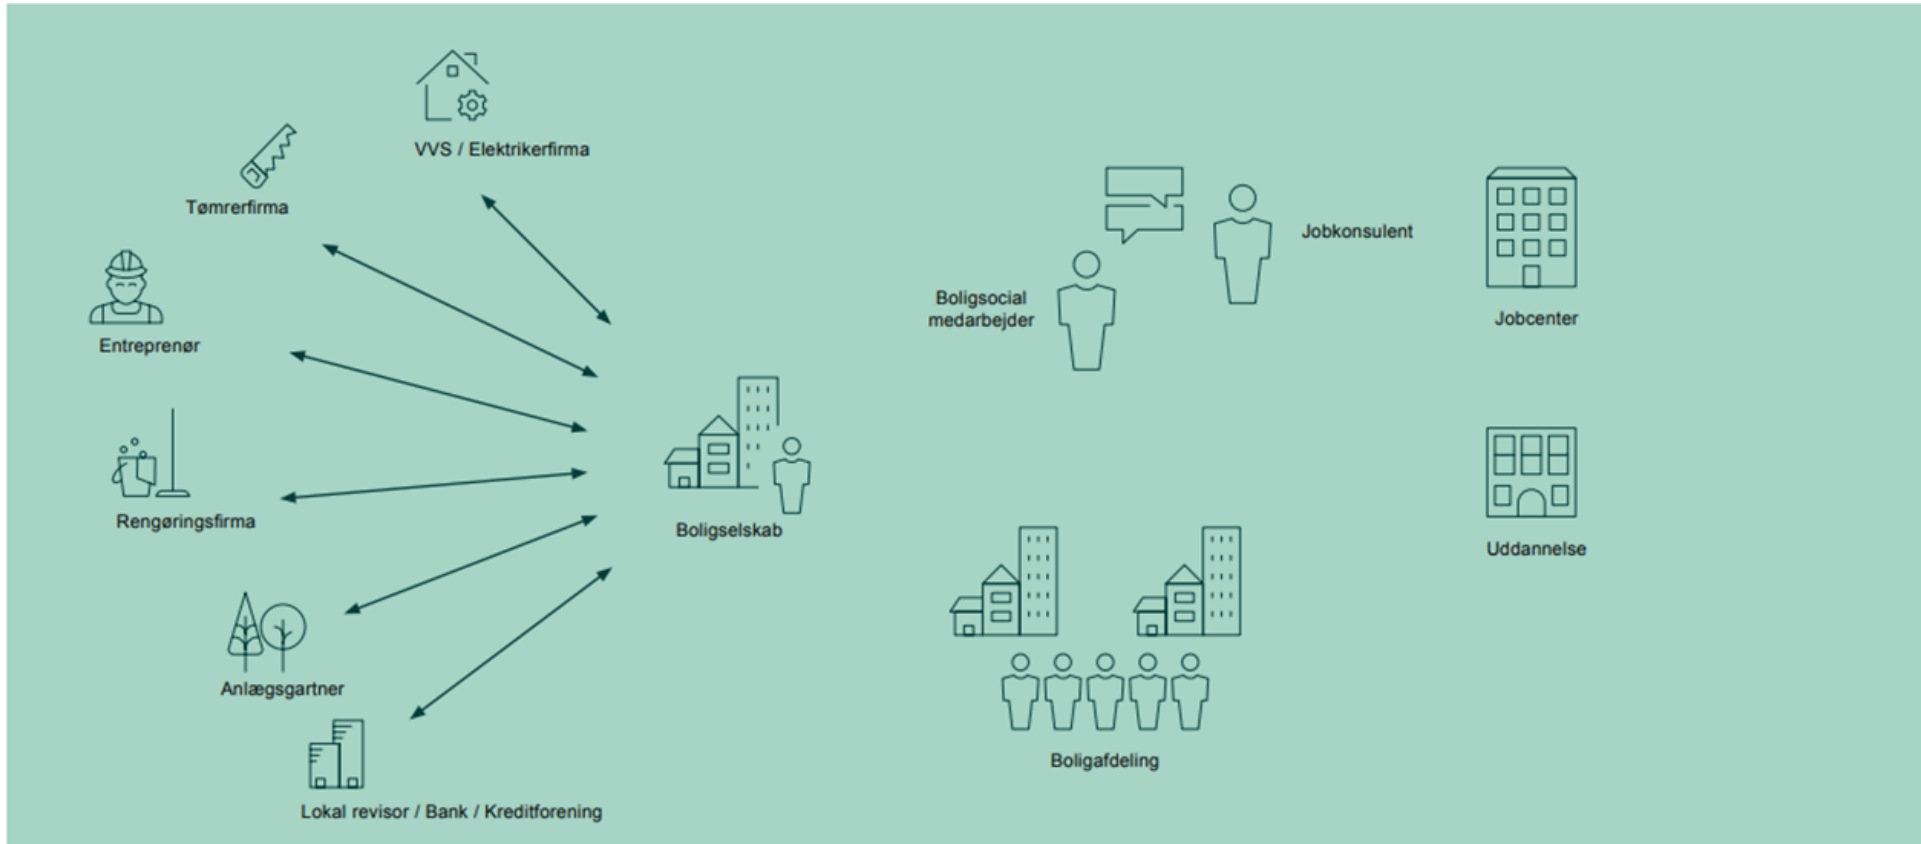 VVS / Elektrikerfirma
Tømrerfirma
Entreprenør
Rengøringsfirma
Anlægsgartner
Lokal revisor / Bank / Kreditforening
Boligselskab
Boligsocial
medarbejder
Jobkonsulent
Jobcenter
Uddannelse
Boligafdeling